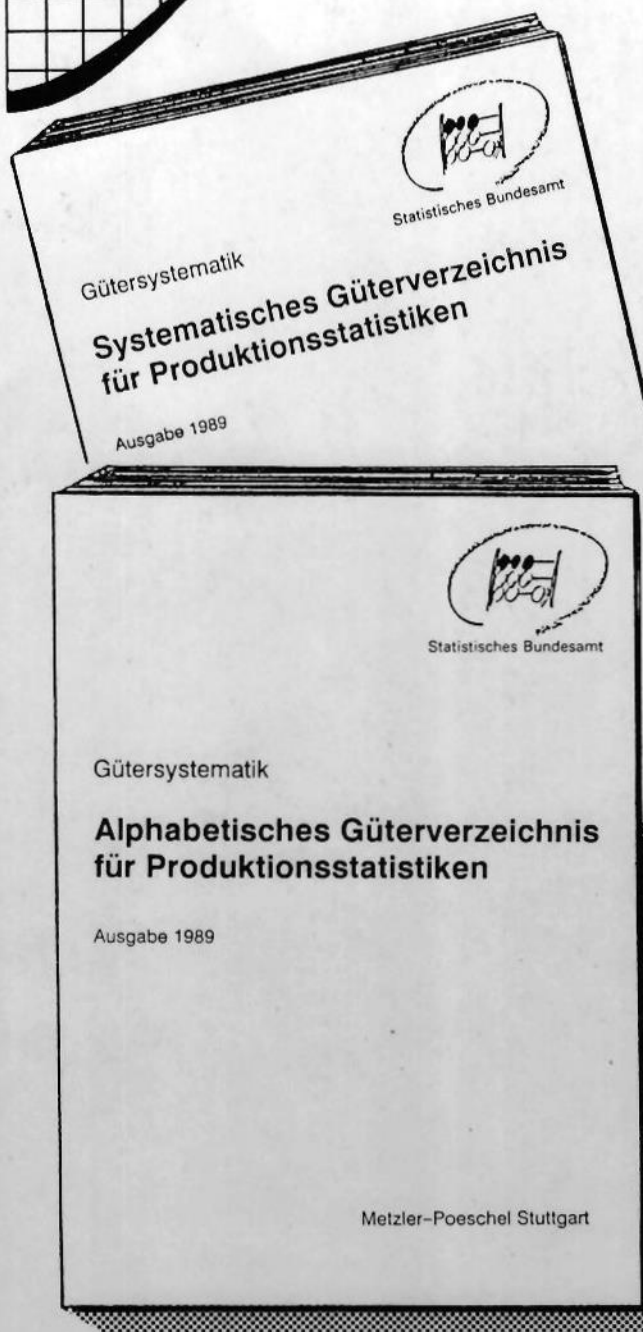 Statistisches Bundesamt
Gütersystematik
Systematisches Güterverzeichnis
für Produktionsstatistiken
Ausgabe 1989
Statistisches Bundesamt
Gütersystematik
Alphabetisches Güterverzeichnis
für Produktionsstatistiken
Ausgabe 1989
Metzler-Poeschel Stuttgart